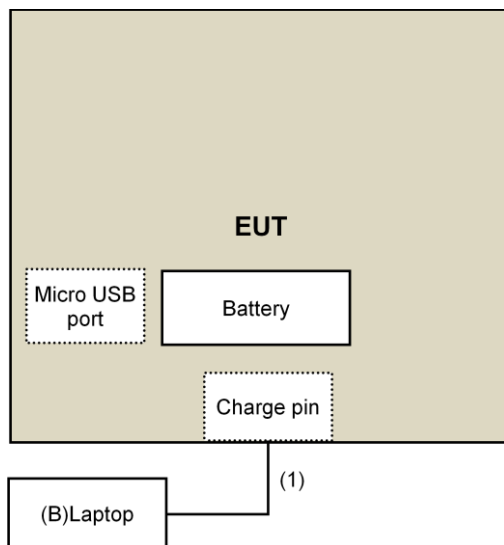 EUT
Micro USB
port
Battery
Charge pin
(1)
(B)Laptop